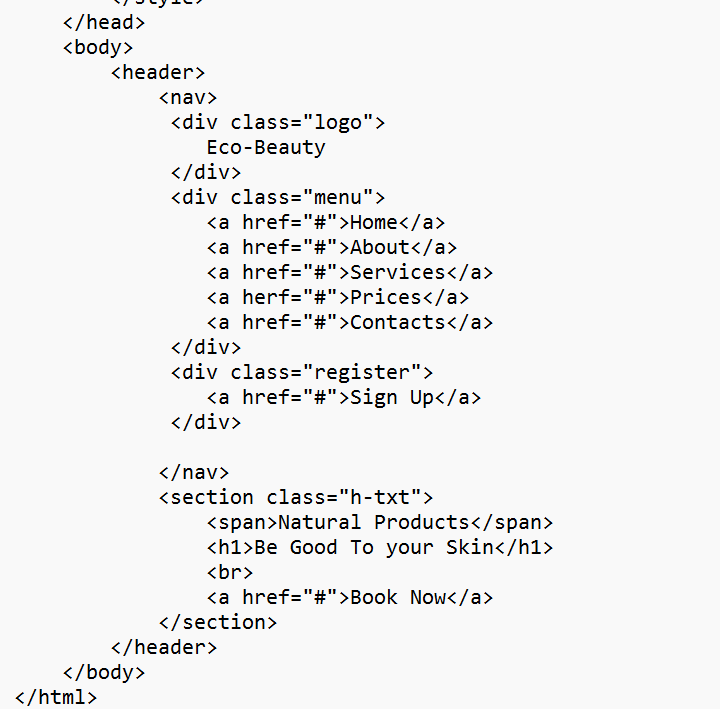 </style>
</head>
<body>
<header>
<nav>
<div class="logo">
Eco-Beauty
</div>
<div class="menu">
<a href="#">Home</a>
<a href="#">About</a>
<a href="#">Services</a>
<a herf="#">Prices</a>
<a href="#">Contacts</a>
</div>
<div class="register">
<a href="#">Sign Up</a>
</div>
</nav>
<section class="h-txt">
<span>Natural Products</span>
<h1>Be Good To your Skin</h1>
<br>
<a href="#">Book Now</a>
</section>
</header>
</body>
</html>